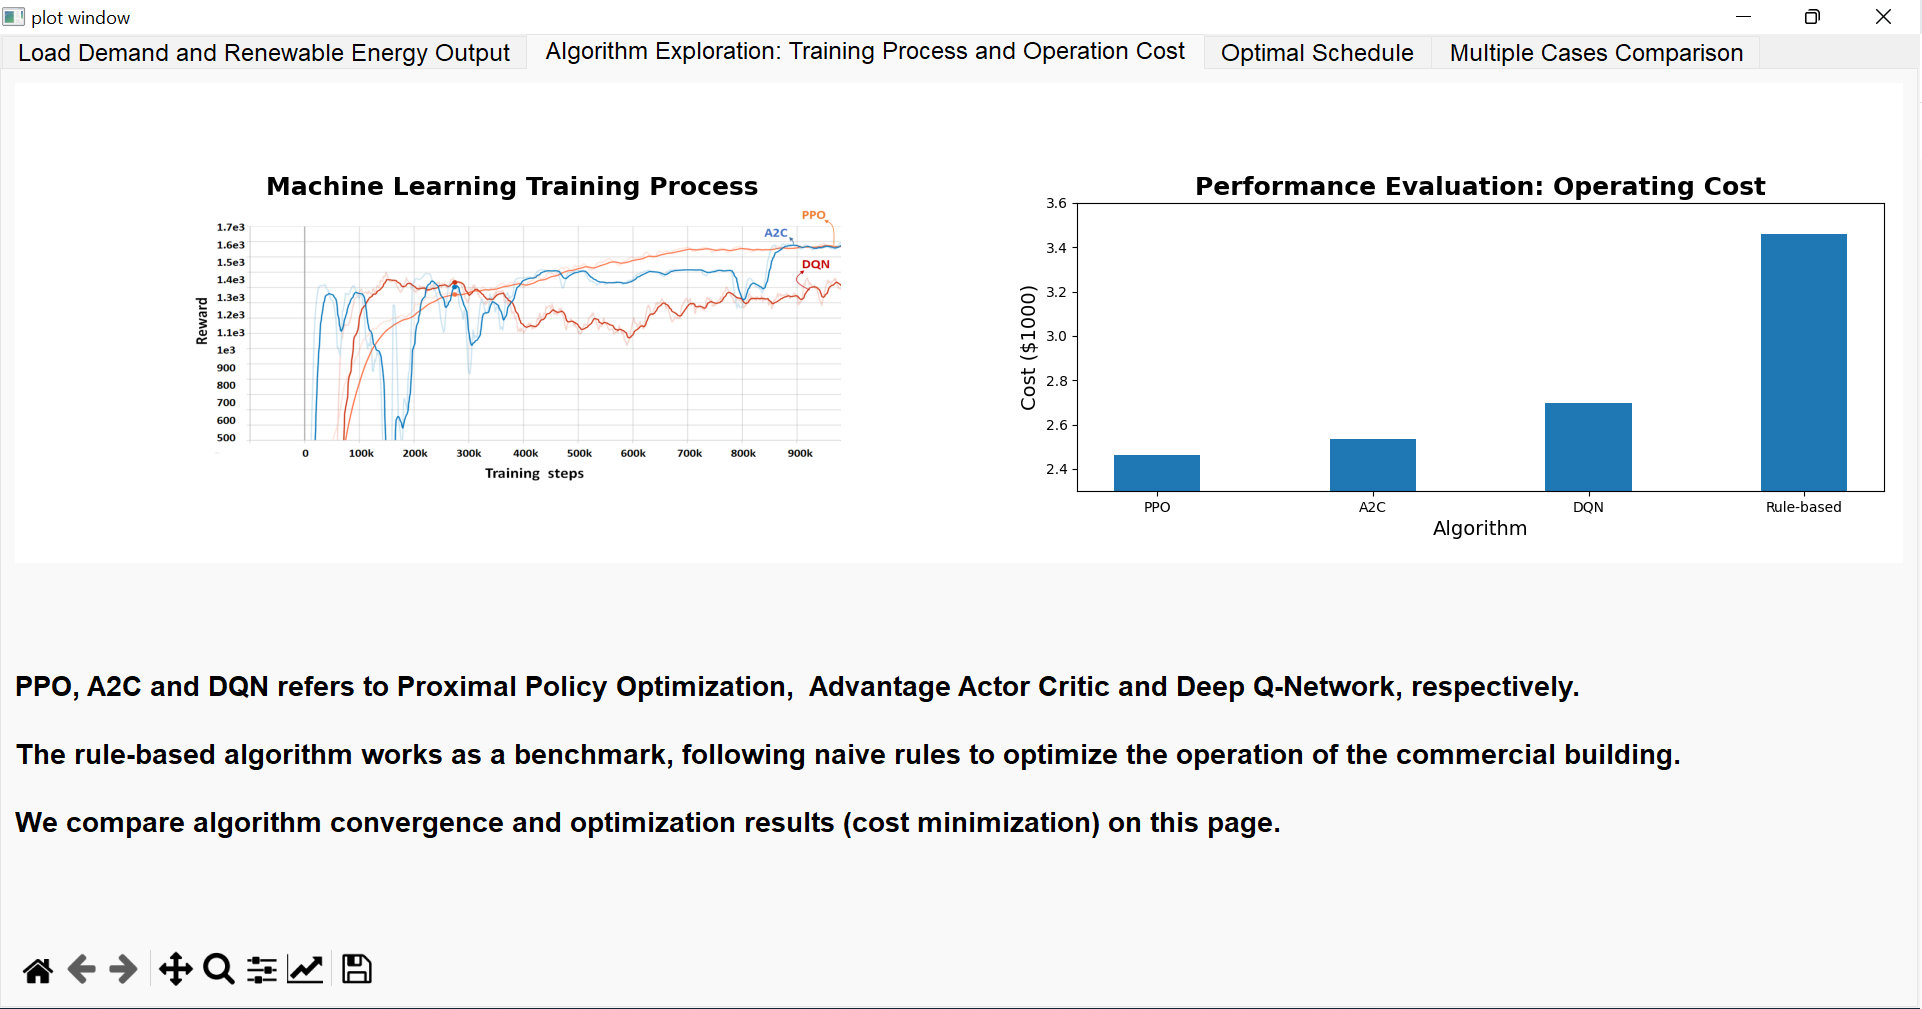 plot window
Load Demand and Renewable Energy Output
Algorithm Exploration: Training Process and Operation Cost
Optimal Schedule
Multiple Cases Comparison
Machine Learning Training Process
PPO
A2C
DQN
1.7e3
1.6e3
1.5e3
1.4e3
1.3e3
1.2e3
1.1e3
1e3
900
800
700
600
500
Reward
0 100k 200k 300k 400k 500k 600k 700k 800k 900k
Training steps
Performance Evaluation: Operating Cost
3.6
3.4
3.2
3.0
2.8
2.6
2.4
Cost ($1000)
PPO A2C DQN Rule-based
Algorithm
PPO, A2C and DQN refers to Proximal Policy Optimization,  Advantage Actor Critic and Deep Q-Network, respectively.
The rule-based algorithm works as a benchmark, following naive rules to optimize the operation of the commercial building.
We compare algorithm convergence and optimization results (cost minimization) on this page.